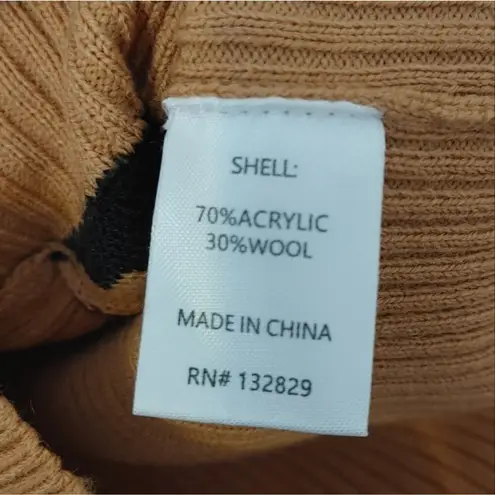 SHELL:
70%ACRYLIC
30%WOOL
MADE IN CHINA
RN# 132829